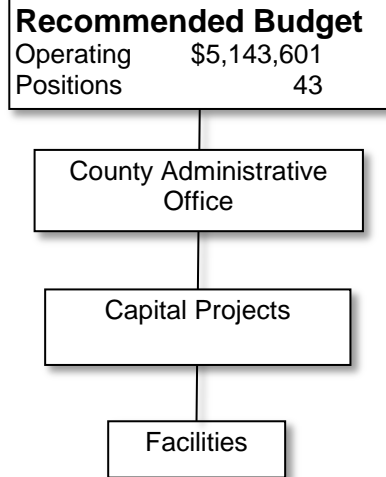 Recommended Budget
Operating $5,143,601
Positions 43
County Administrative
Office
Capital Projects
Facilities